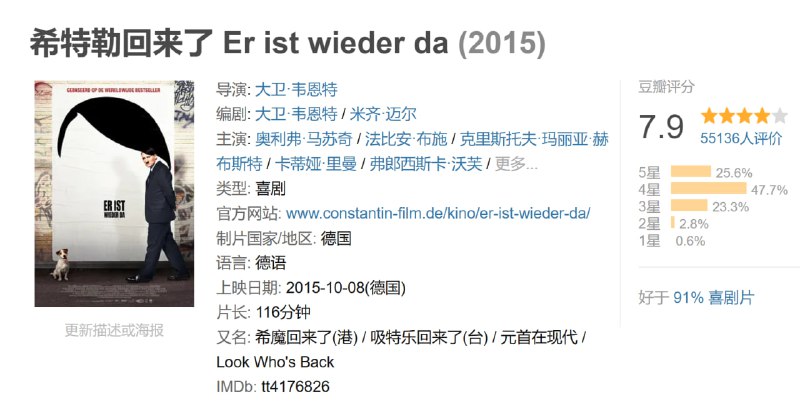 希特勒回来了 Er ist wieder da (2015)
GEBASEERD OP DE WERELDWIJDE BESTSELLER
ER IST
WIEDER DA
更新描述或海报
导演: 大卫·韦恩特
编剧: 大卫·韦恩特 / 米齐·迈尔
主演: 奥利弗·马苏奇 / 法比安·布施 / 克里斯托夫·玛丽亚·赫
布斯特 / 卡蒂娅·里曼 / 弗郎西斯卡·沃芙 / 更多...
类型: 喜剧
官方网站: www.constantin-film.de/kino/er-ist-wieder-da/
制片国家/地区: 德国
语言: 德语
上映日期: 2015-10-08(德国)
片长: 116分钟
又名: 希魔回来了(港) / 吸特乐回来了(台) / 元首在现代 /
Look Who's Back
IMDb: tt4176826
豆瓣评分
7.9
55136人评价
5星 25.6%
4星 47.7%
3星 23.3%
2星 2.8%
1星 0.6%
好于 91% 喜剧片